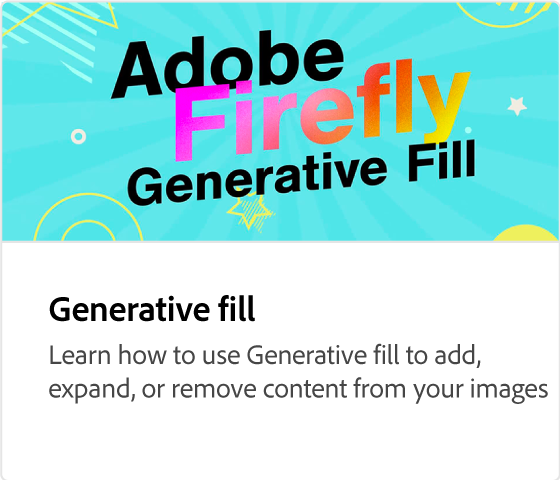 Adobe
Firefly
Generative Fill
Generative fill
Learn how to use Generative fill to add,
expand, or remove content from your images